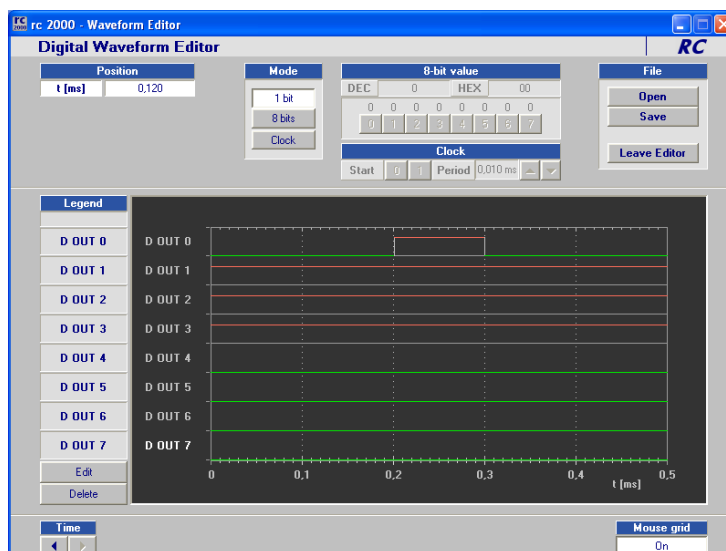 rc 2000 - Waveform Editor
Digital Waveform Editor
RC
Position
t [ms] 0,120
Mode
1 bit
8 bits
Clock
8-bit value
DEC 0 HEX 00
0 0 0 0 0 0 0 0
0 1 2 3 4 5 6 7
Clock
Start 0 1 Period 0,010 ms
File
Open
Save
Leave Editor
Legend
D OUT 0 D OUT 0
D OUT 1 D OUT 1
D OUT 2 D OUT 2
D OUT 3 D OUT 3
D OUT 4 D OUT 4
D OUT 5 D OUT 5
D OUT 6 D OUT 6
D OUT 7 D OUT 7
Edit
Delete
0 0,1 0,2 0,3 0,4 0,5
t [ms]
Time
Mouse grid
On